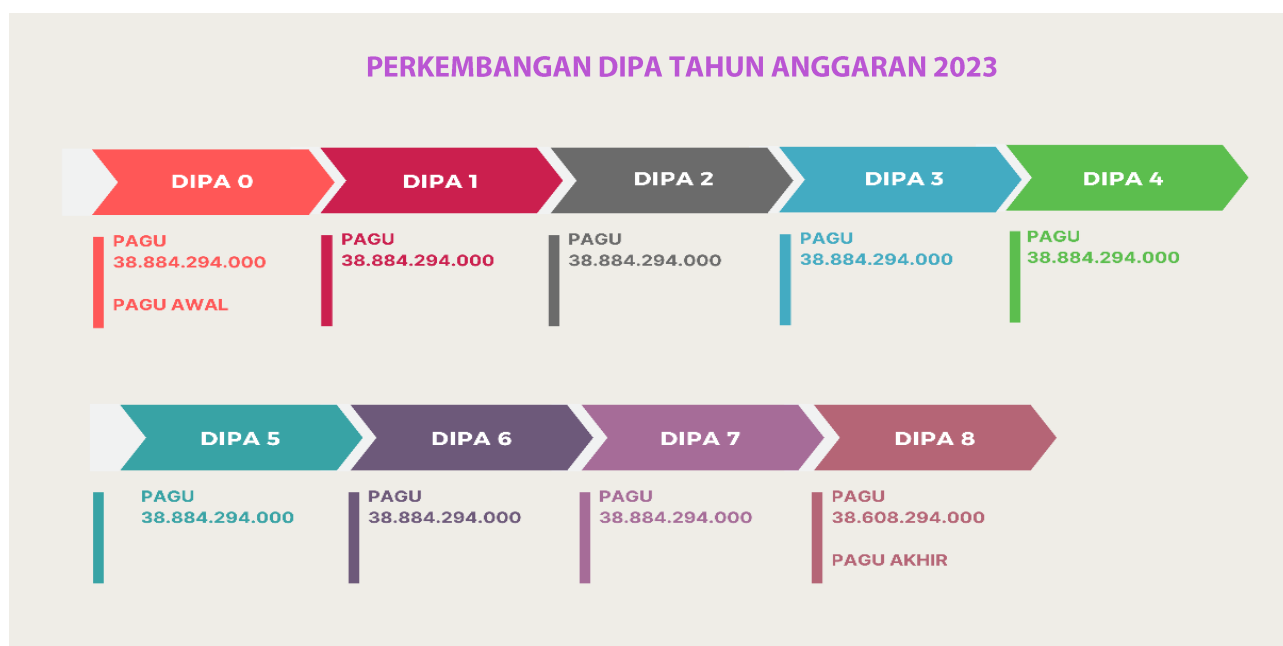 PERKEMBANGAN DIPA TAHUN ANGGARAN 2023
DIPA 0
PAGU
38.884.294.000
PAGU AWAL
DIPA 1
PAGU
38.884.294.000
DIPA 2
PAGU
38.884.294.000
DIPA 3
PAGU
38.884.294.000
DIPA 4
PAGU
38.884.294.000
DIPA 5
PAGU
38.884.294.000
DIPA 6
PAGU
38.884.294.000
DIPA 7
PAGU
38.884.294.000
DIPA 8
PAGU
38.608.294.000
PAGU AKHIR